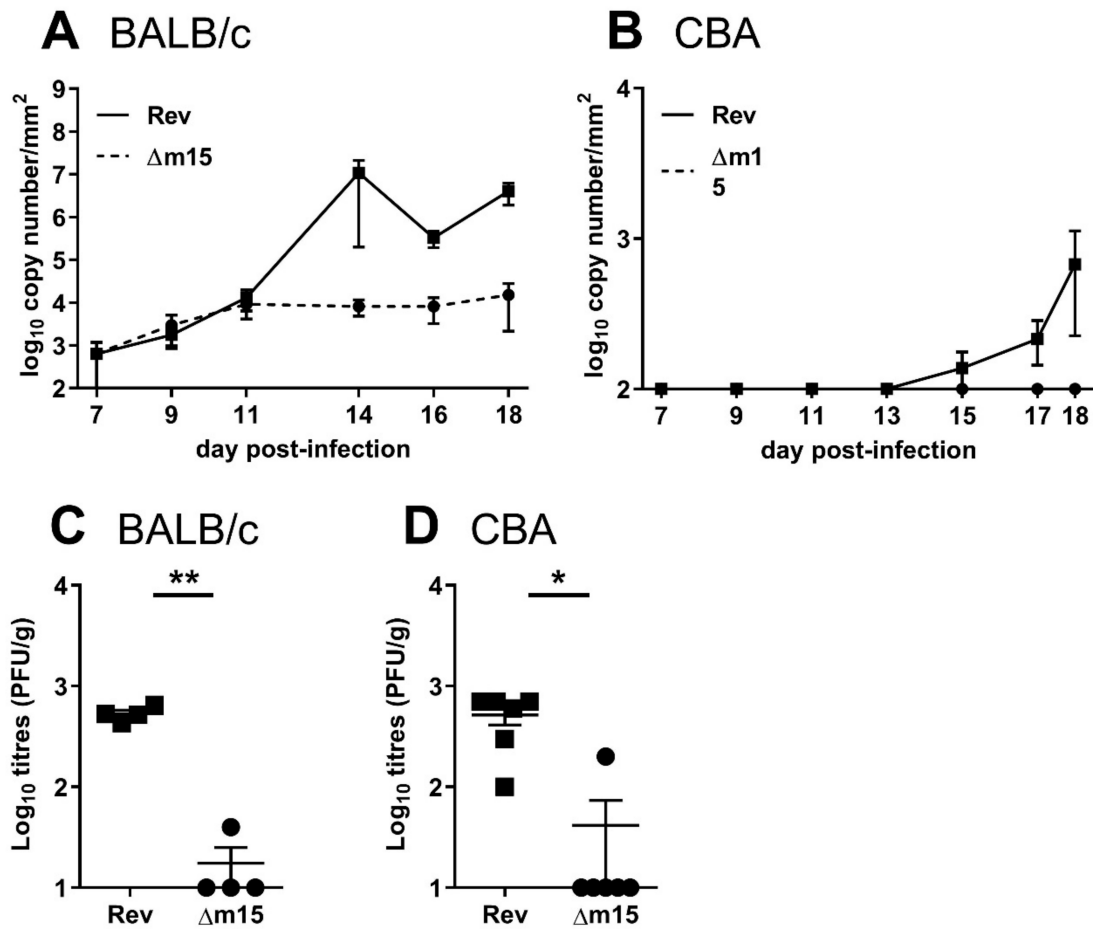 A BALB/c
log₁₀ copy number/mm²
9
8
7
6
5
4
3
2
Rev
Δm15
7 9 11 14 16 18
day post-infection
B CBA
log₁₀ copy number/mm²
4
3
2
Rev
Δm1
5
7 9 11 13 15 17 18
day post-infection
C BALB/c
Log₁₀ titres (PFU/g)
4
3
2
1
**
Rev Δm15
D CBA
Log₁₀ titres (PFU/g)
4
3
2
1
*
Rev Δm15